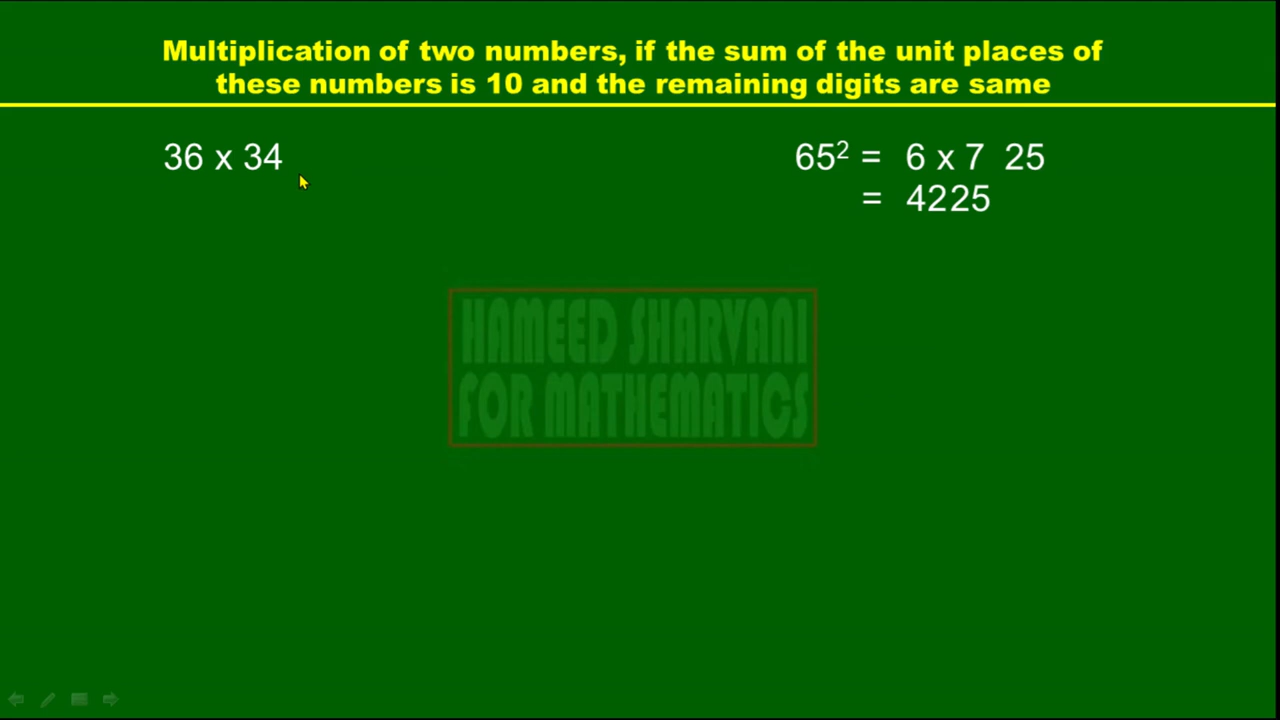 Multiplication of two numbers, if the sum of the unit places of
these numbers is 10 and the remaining digits are same
36 x 34
65² = 6 x 7 25
= 4225
HAMEED SHARVANI
FOR MATHEMATICS